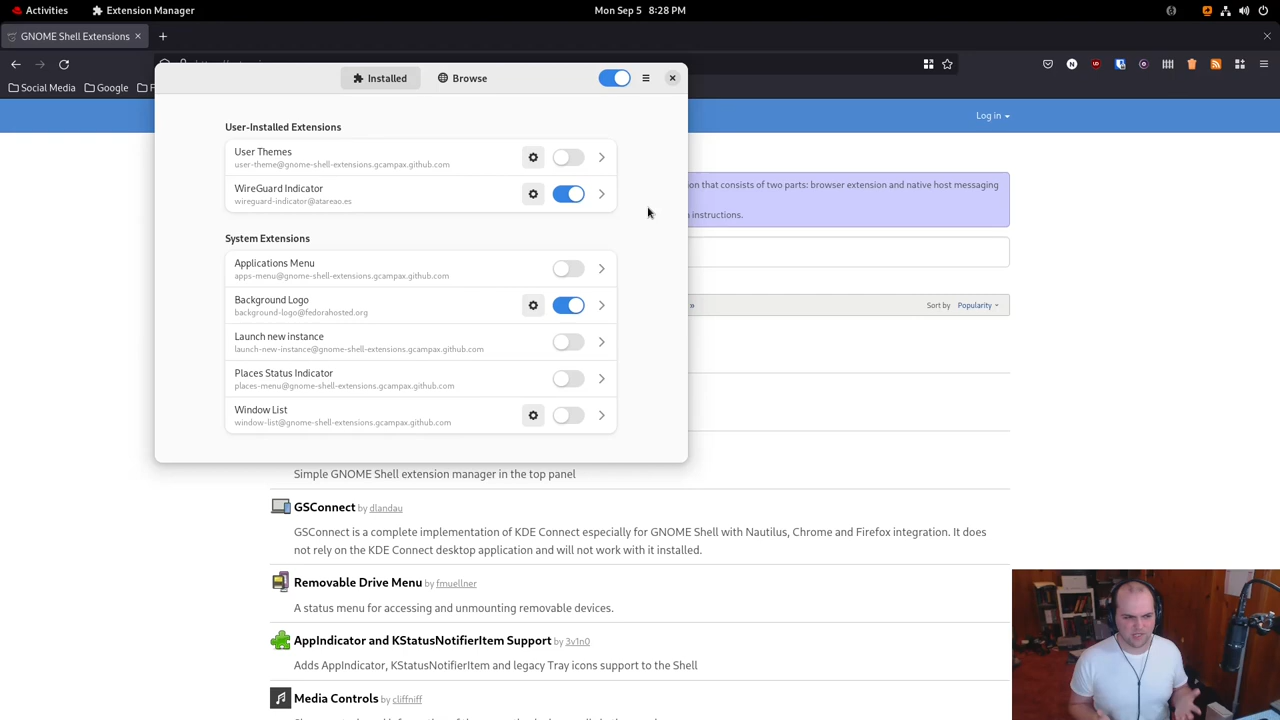 Activities
Extension Manager
Mon Sep 5 8:28 PM
GNOME Shell Extensions
Social Media
Google
Installed
Browse
Log in
User-Installed Extensions
User Themes
user-theme@gnome-shell-extensions.gcampax.github.com
WireGuard Indicator
wireguard-indicator@atareao.es
ion that consists of two parts: browser extension and native host messaging
instructions.
System Extensions
Applications Menu
apps-menu@gnome-shell-extensions.gcampax.github.com
Background Logo
background-logo@fedorahosted.org
»
Sort by Popularity
Launch new instance
launch-new-instance@gnome-shell-extensions.gcampax.github.com
Places Status Indicator
places-menu@gnome-shell-extensions.gcampax.github.com
Window List
window-list@gnome-shell-extensions.gcampax.github.com
Simple GNOME Shell extension manager in the top panel
GSConnect by dlandau
GSConnect is a complete implementation of KDE Connect especially for GNOME Shell with Nautilus, Chrome and Firefox integration. It does
not rely on the KDE Connect desktop application and will not work with it installed.
Removable Drive Menu by fmuellner
A status menu for accessing and unmounting removable devices.
AppIndicator and KStatusNotifierItem Support by 3v1n0
Adds AppIndicator, KStatusNotifierItem and legacy Tray icons support to the Shell
Media Controls by cliffniff